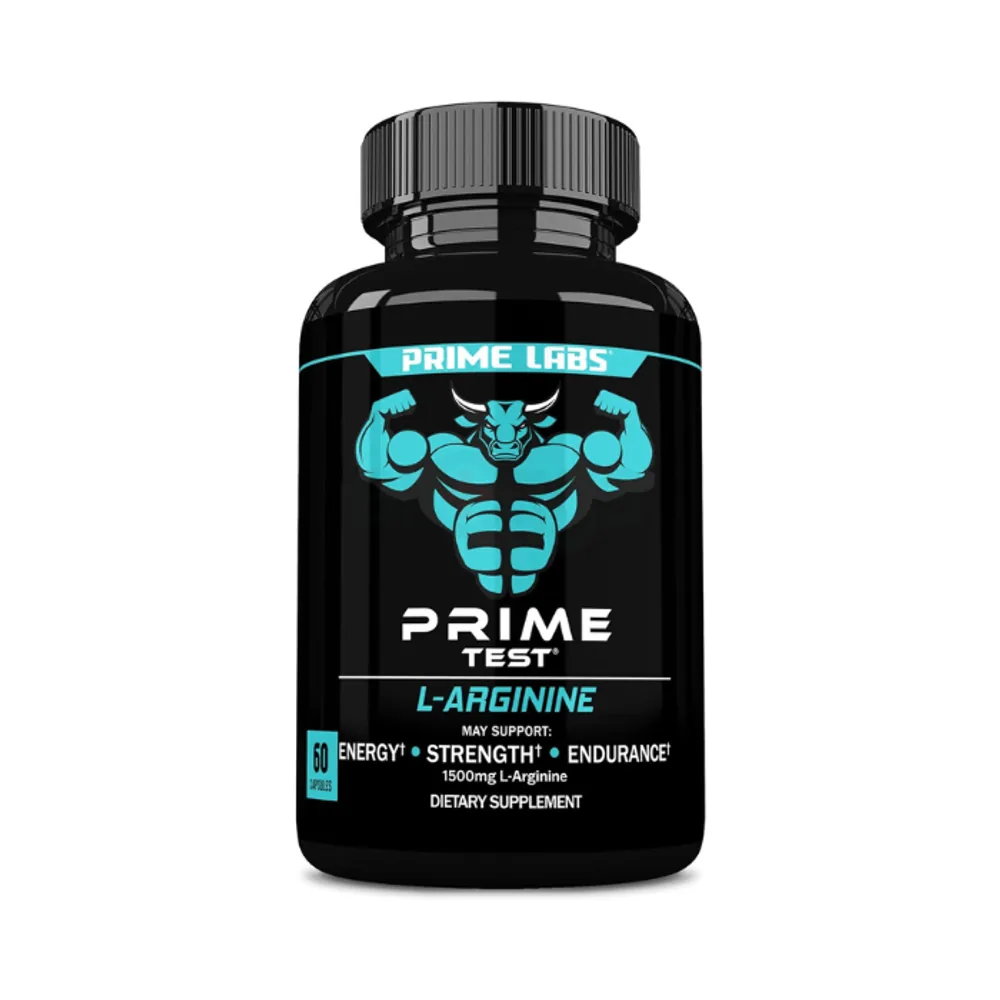 PRIME LABS®
PRIME
TEST®
L-ARGININE
MAY SUPPORT:
ENERGY† • STRENGTH† • ENDURANCE†
1500mg L-Arginine
DIETARY SUPPLEMENT
60
CAPSULES